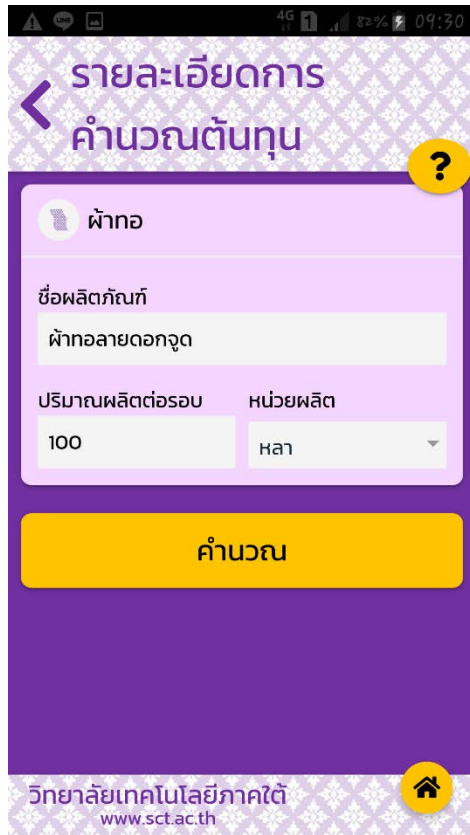 4G 1 82% 09:30
รายละเอียดการ
คำนวณต้นทุน
?
ผ้าทอ
ชื่อผลิตภัณฑ์
ผ้าทอลายดอกจูด
ปริมาณผลิตต่อรอบ หน่วยผลิต
100 หลา
คำนวณ
วิทยาลัยเทคโนโลยีภาคใต้
www.sct.ac.th